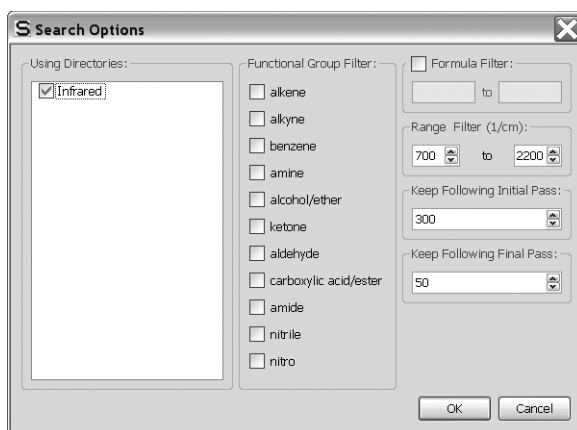 S Search Options
Using Directories:
Infrared
Functional Group Filter:
alkene
alkyne
benzene
amine
alcohol/ether
ketone
aldehyde
carboxylic acid/ester
amide
nitrile
nitro
Formula Filter:
to
Range Filter (1/cm):
700 to 2200
Keep Following Initial Pass:
300
Keep Following Final Pass:
50
OK Cancel